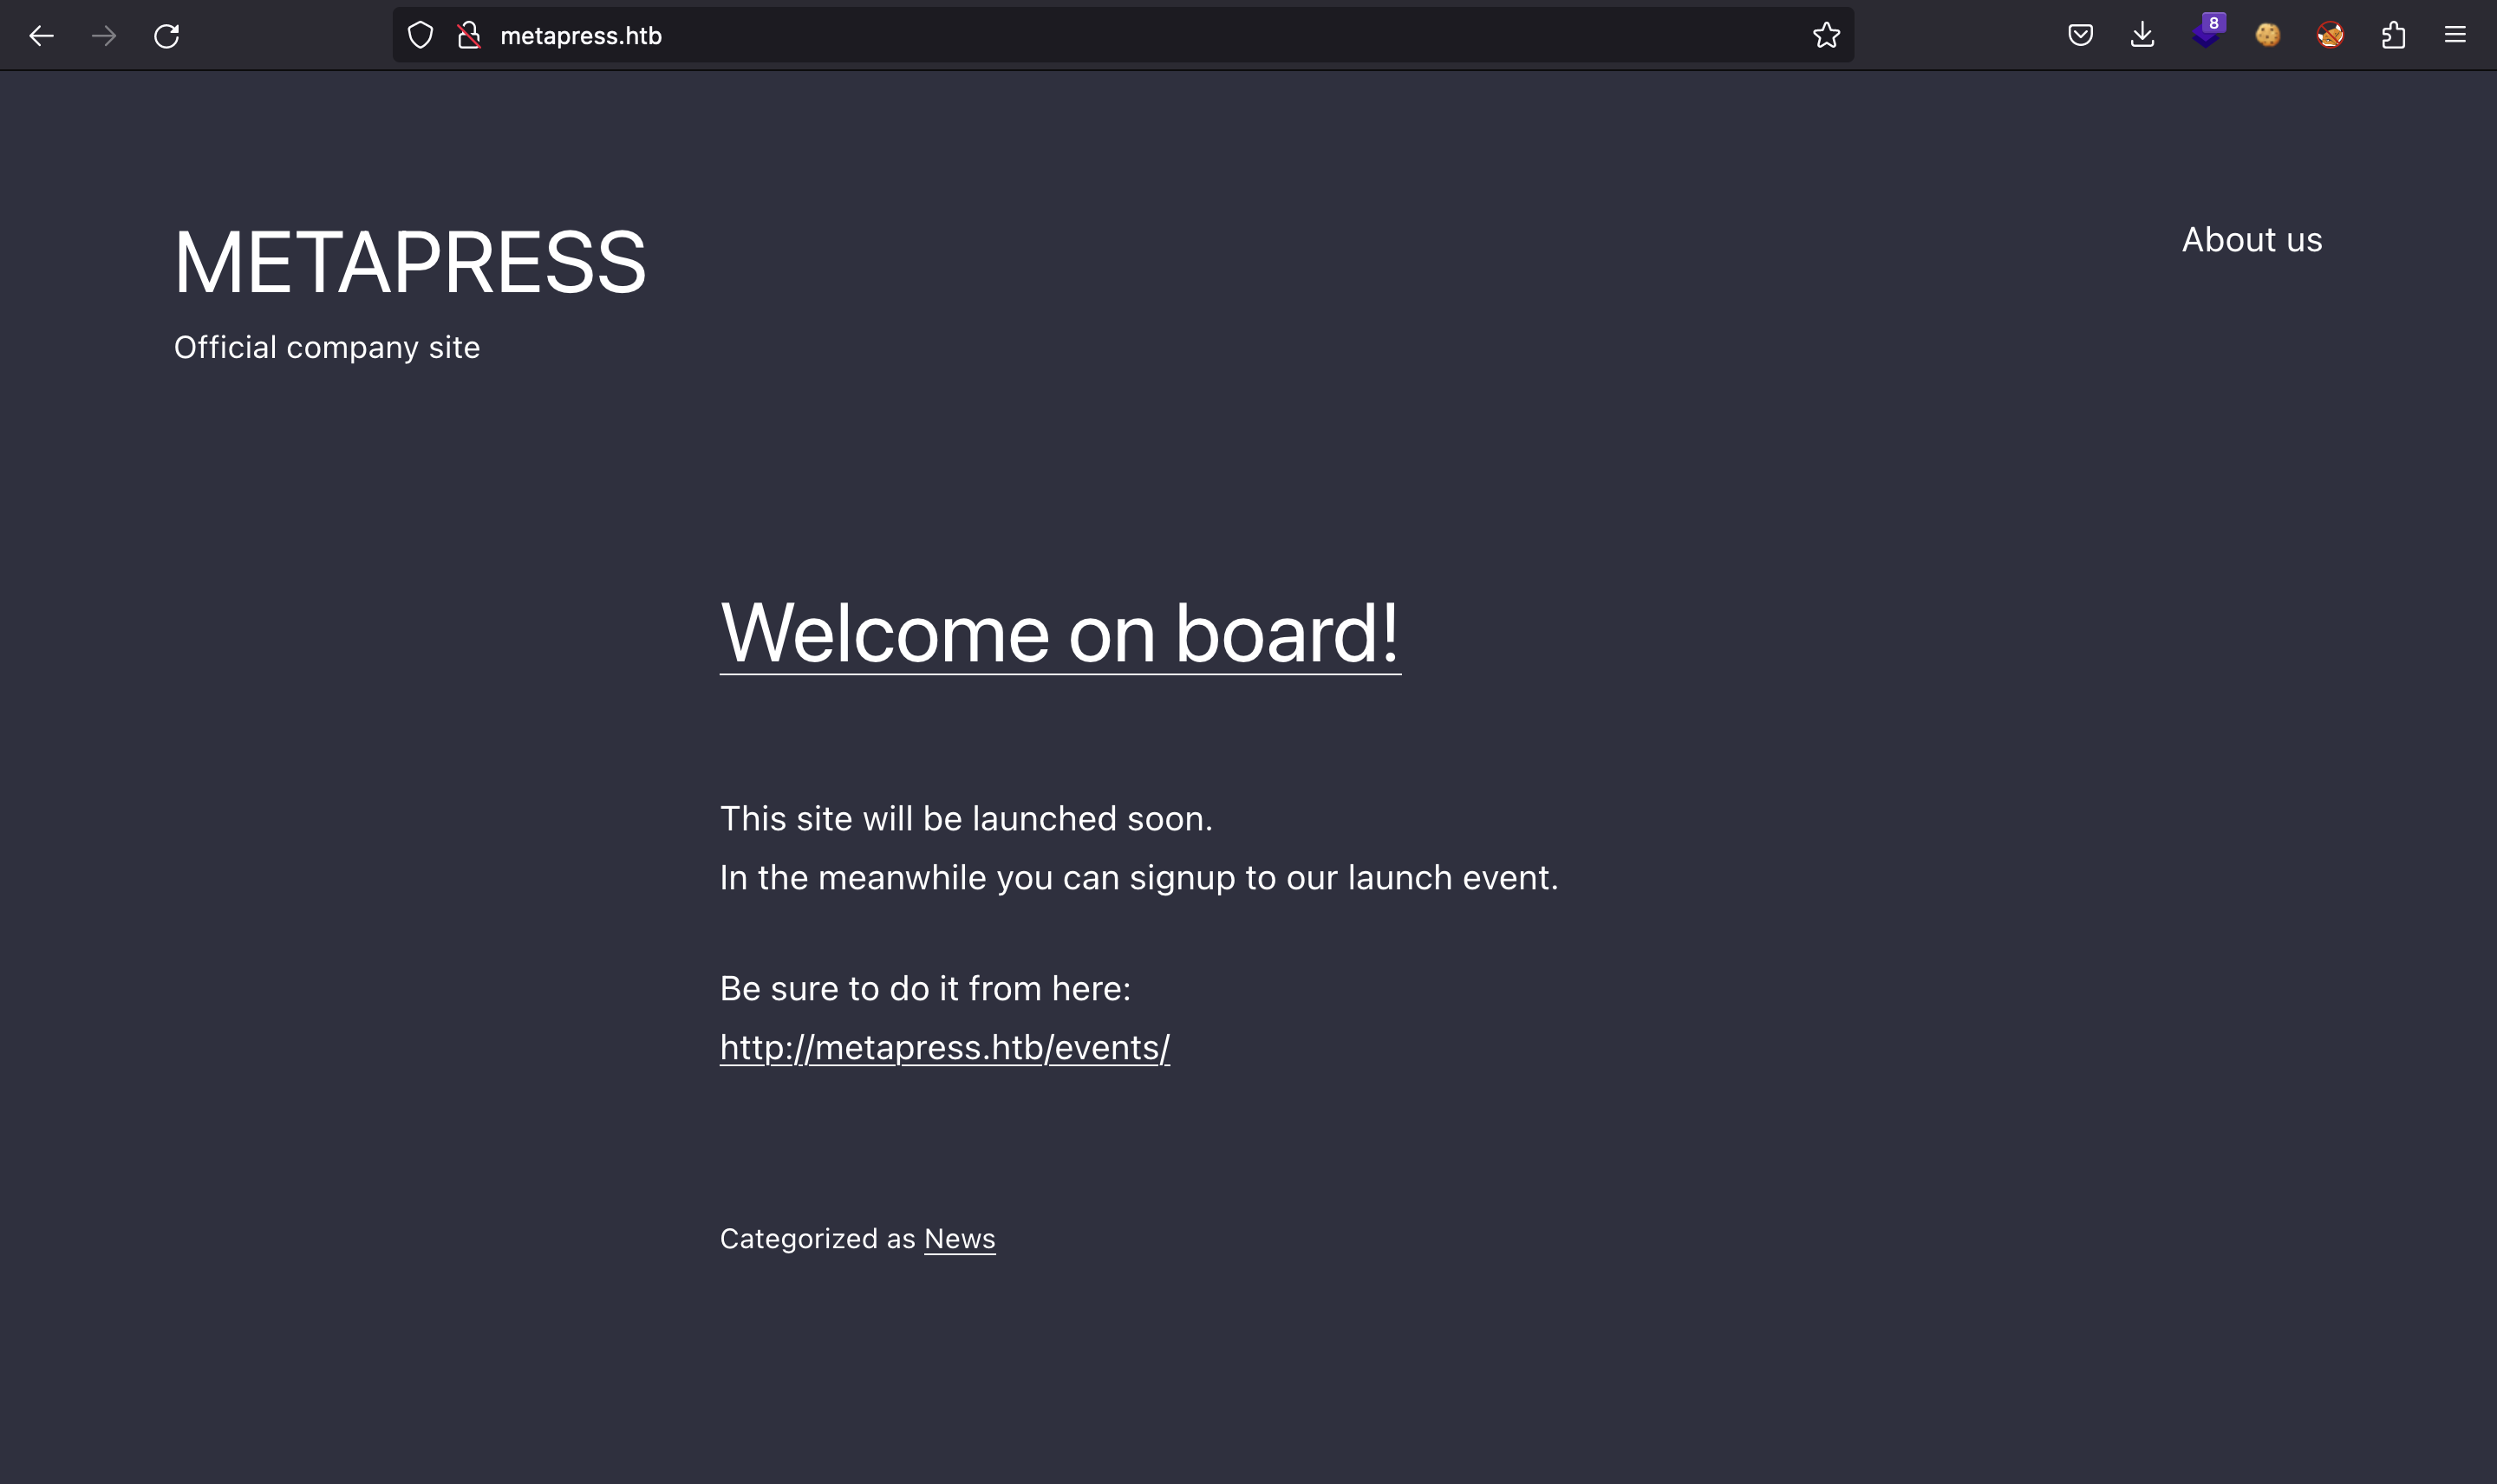 metapress.htb
8
METAPRESS
About us
Official company site
Welcome on board!
This site will be launched soon.
In the meanwhile you can signup to our launch event.
Be sure to do it from here:
http://metapress.htb/events/
Categorized as News